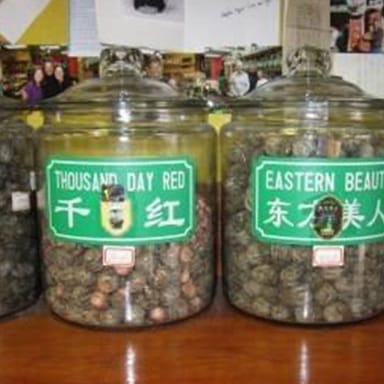 THOUSAND DAY RED
千 红
EASTERN BEAUT
东方美人